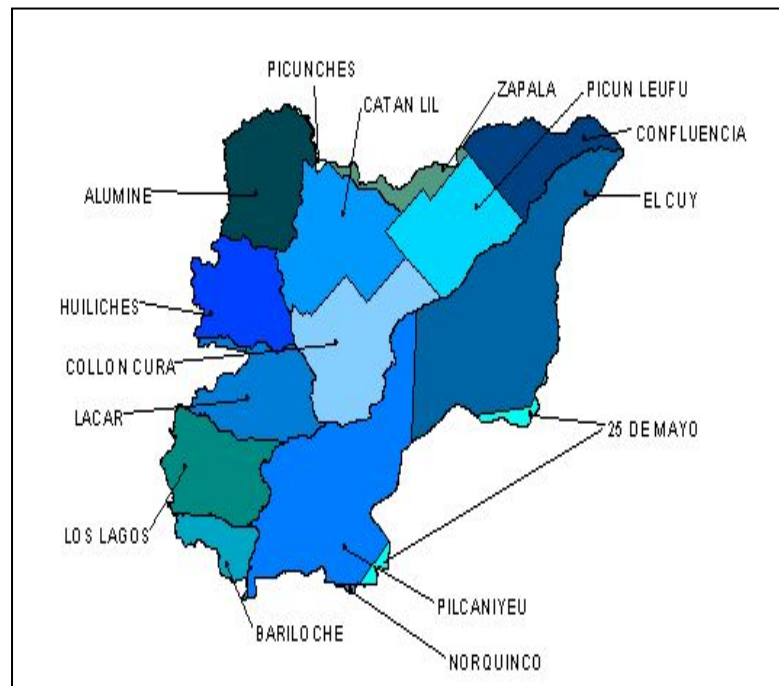 PICUNCHES
CATAN LIL
ZAPALA
PICUN LEUFU
CONFLUENCIA
ALUMINE
EL CUY
HUILICHES
COLLON CURA
LACAR
25 DE MAYO
LOS LAGOS
PILCANIYEU
BARILOCHE
NORQUINCO